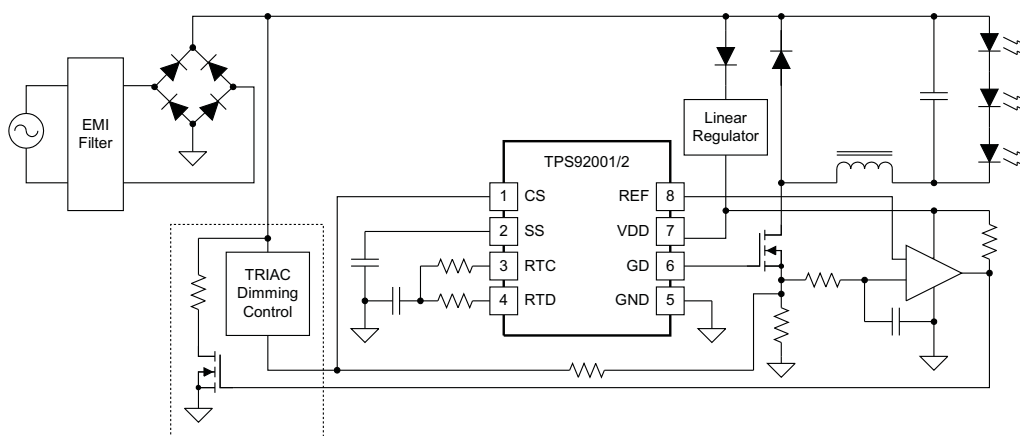 EMI
Filter
Linear
Regulator
TPS92001/2
1 CS
REF 8
2 SS
VDD 7
3 RTC
GD 6
4 RTD
GND 5
TRIAC
Dimming
Control